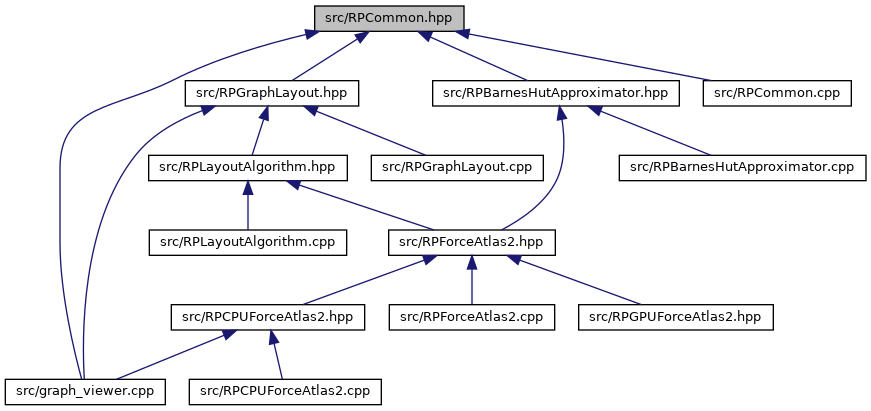 src/RPCommon.hpp
src/RPGraphLayout.hpp
src/RPBarnesHutApproximator.hpp
src/RPCommon.cpp
src/RPLayoutAlgorithm.hpp
src/RPGraphLayout.cpp
src/RPBarnesHutApproximator.cpp
src/RPLayoutAlgorithm.cpp
src/RPForceAtlas2.hpp
src/RPCPUForceAtlas2.hpp
src/RPForceAtlas2.cpp
src/RPGPUForceAtlas2.hpp
src/graph_viewer.cpp
src/RPCPUForceAtlas2.cpp